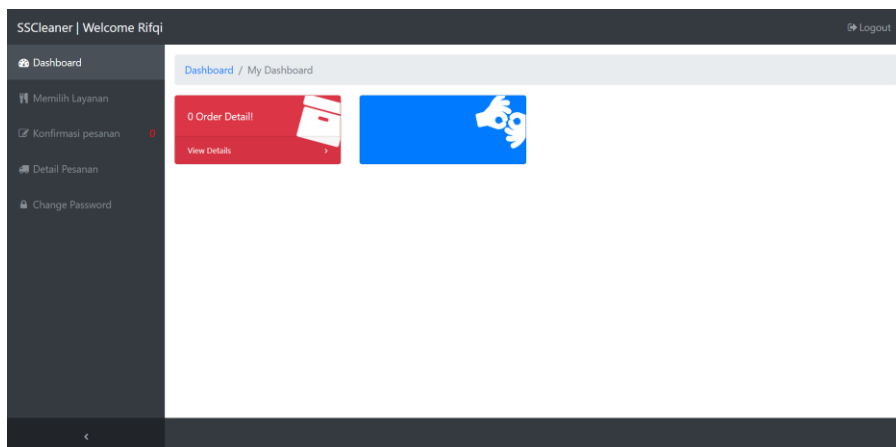 SSCleaner | Welcome Rifqi
Logout
Dashboard
Memilih Layanan
Konfirmasi pesanan 0
Detail Pesanan
Change Password
Dashboard / My Dashboard
0 Order Detail!
View Details